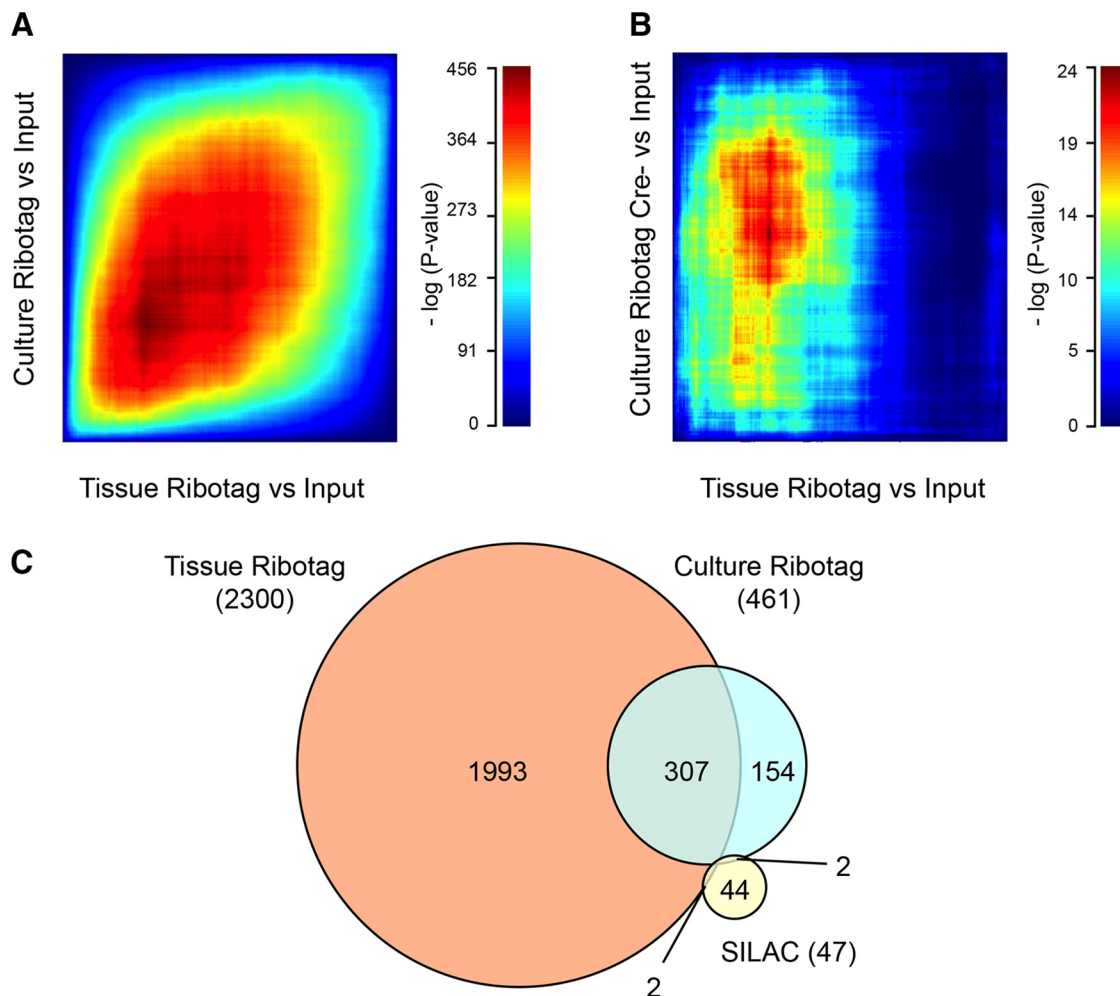 A
B
Culture Ribotag vs Input
456
364
273
182
91
0
- log (P-value)
Tissue Ribotag vs Input
Culture Ribotag Cre- vs Input
24
19
14
10
5
0
- log (P-value)
Tissue Ribotag vs Input
C
Tissue Ribotag
(2300)
Culture Ribotag
(461)
1993
307
154
2
44
SILAC (47)
2